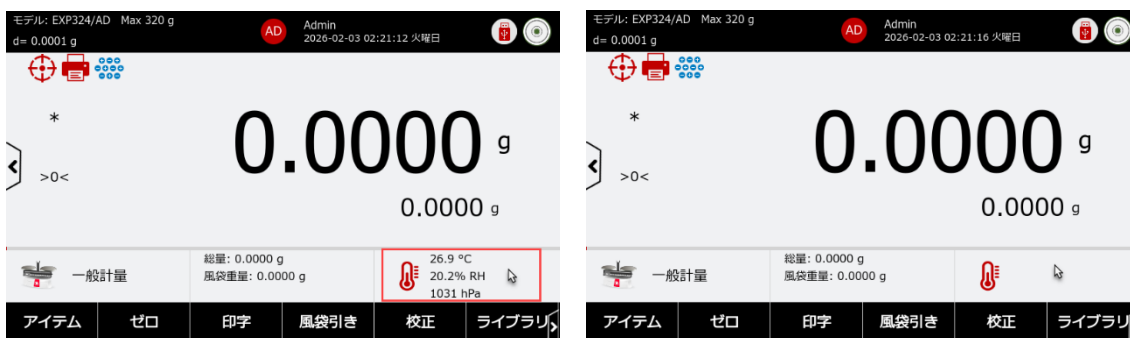 モデル: EXP324/AD Max 320 g
d= 0.0001 g
AD
Admin
2026-02-03 02:21:12 火曜日
*
>0<
0.0000 g
0.0000 g
一般計量
総量: 0.0000 g
風袋重量: 0.0000 g
26.9 °C
20.2% RH
1031 hPa
アイテム ゼロ 印字 風袋引き 校正 ライブラリ
モデル: EXP324/AD Max 320 g
d= 0.0001 g
AD
Admin
2026-02-03 02:21:16 火曜日
*
>0<
0.0000 g
0.0000 g
一般計量
総量: 0.0000 g
風袋重量: 0.0000 g
アイテム ゼロ 印字 風袋引き 校正 ライブラリ